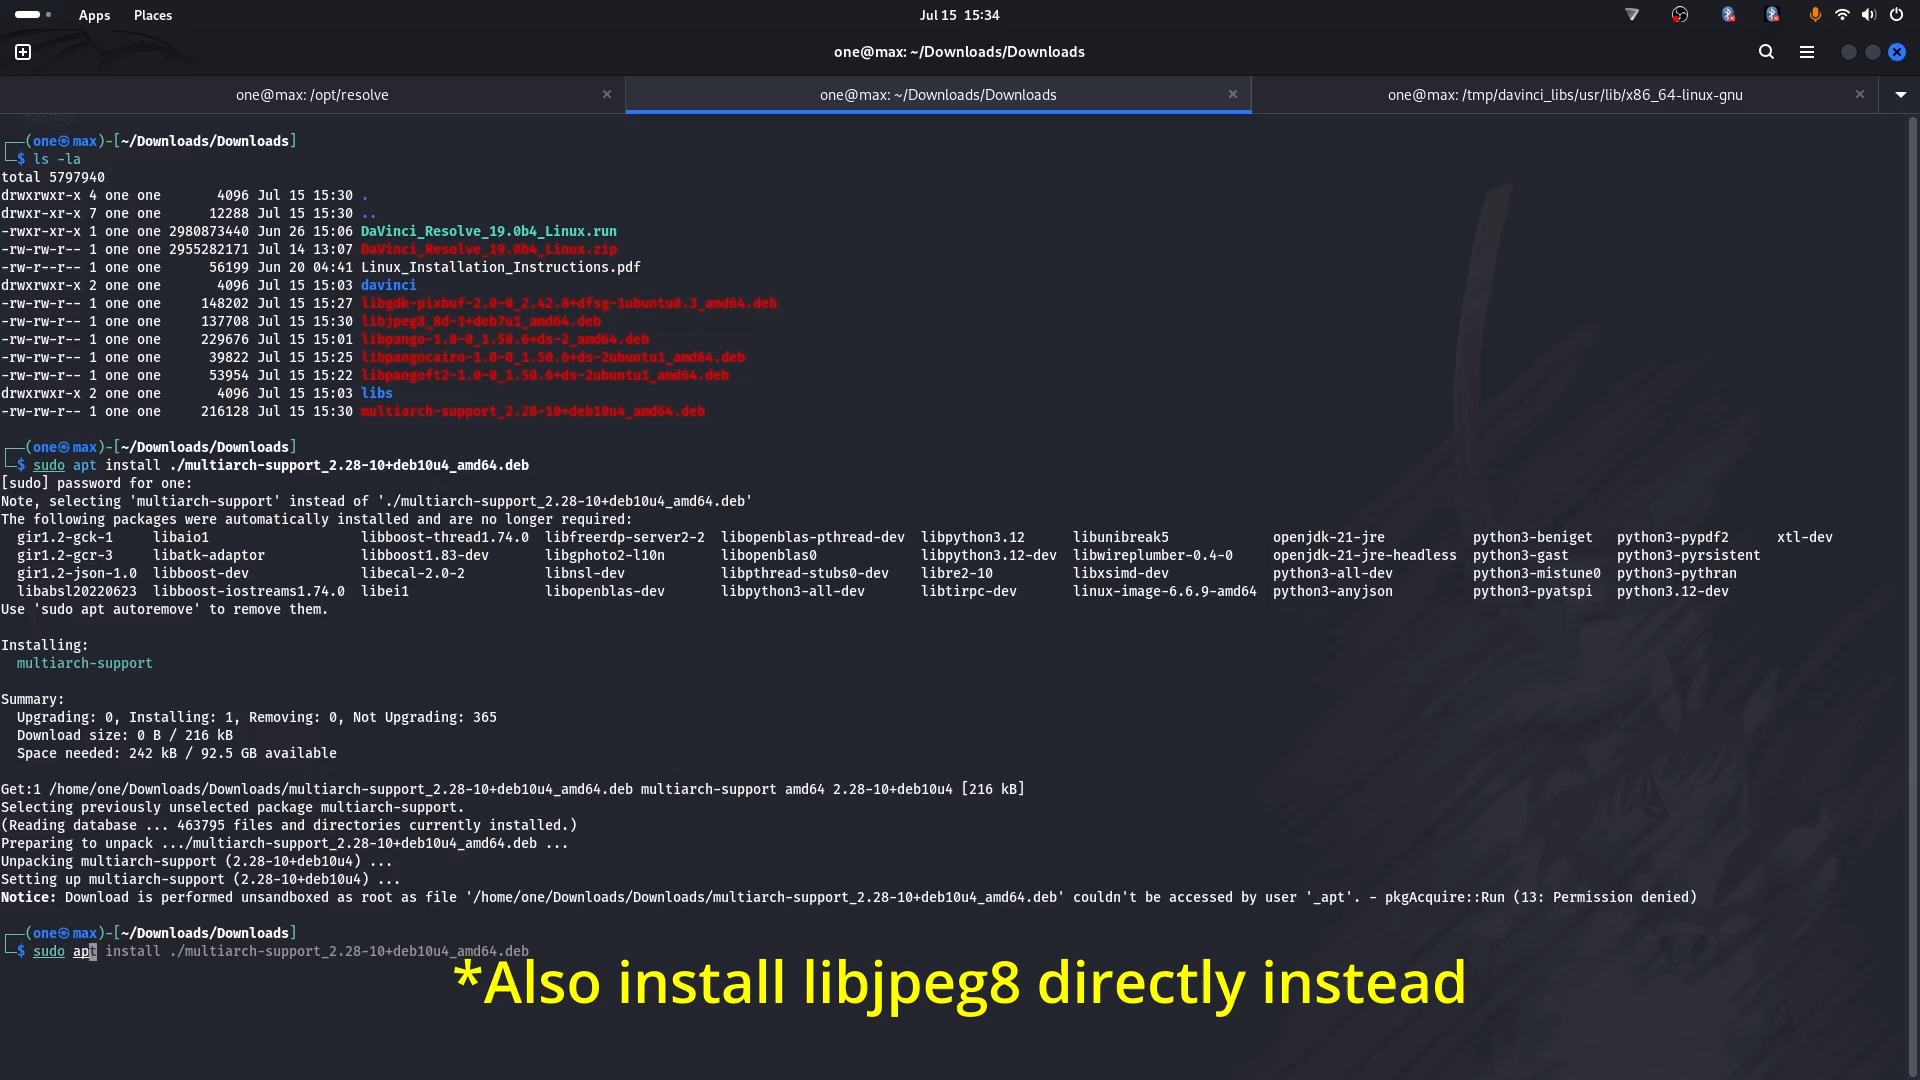 Apps Places Jul 15 15:34
one@max: ~/Downloads/Downloads
one@max: /opt/resolve one@max: ~/Downloads/Downloads one@max: /tmp/davinci_libs/usr/lib/x86_64-linux-gnu
┌──(one㉿max)-[~/Downloads/Downloads]
└─$ ls -la
total 5797940
drwxrwxr-x 4 one one 4096 Jul 15 15:30 .
drwxr-xr-x 7 one one 12288 Jul 15 15:30 ..
-rwxr-xr-x 1 one one 2980873440 Jun 26 15:06 DaVinci_Resolve_19.0b4_Linux.run
-rw-rw-r-- 1 one one 2955282171 Jul 14 13:07 DaVinci_Resolve_19.0b4_Linux.zip
-rw-r--r-- 1 one one 56199 Jun 20 04:41 Linux_Installation_Instructions.pdf
drwxrwxr-x 2 one one 4096 Jul 15 15:03 davinci
-rw-rw-r-- 1 one one 148202 Jul 15 15:27 libgdk-pixbuf-2.0-0_2.42.8+dfsg-1ubuntu0.3_amd64.deb
-rw-rw-r-- 1 one one 137708 Jul 15 15:30 libjpeg8_8d-1+deb7u1_amd64.deb
-rw-rw-r-- 1 one one 229676 Jul 15 15:01 libpango-1.0-0_1.50.6+ds-2_amd64.deb
-rw-rw-r-- 1 one one 39822 Jul 15 15:25 libpangocairo-1.0-0_1.50.6+ds-2ubuntu1_amd64.deb
-rw-rw-r-- 1 one one 53954 Jul 15 15:22 libpangoft2-1.0-0_1.50.6+ds-2ubuntu1_amd64.deb
drwxrwxr-x 2 one one 4096 Jul 15 15:03 libs
-rw-rw-r-- 1 one one 216128 Jul 15 15:30 multiarch-support_2.28-10+deb10u4_amd64.deb
┌──(one㉿max)-[~/Downloads/Downloads]
└─$ sudo apt install ./multiarch-support_2.28-10+deb10u4_amd64.deb
[sudo] password for one:
Note, selecting 'multiarch-support' instead of './multiarch-support_2.28-10+deb10u4_amd64.deb'
The following packages were automatically installed and are no longer required:
gir1.2-gck-1 libaio1 libboost-thread1.74.0 libfreerdp-server2-2 libopenblas-pthread-dev libpython3.12 libunibreak5 openjdk-21-jre python3-beniget python3-pypdf2 xtl-dev
gir1.2-gcr-3 libatk-adaptor libboost1.83-dev libgphoto2-l10n libopenblas0 libpython3.12-dev libwireplumber-0.4-0 openjdk-21-jre-headless python3-gast python3-pyrsistent
gir1.2-json-1.0 libboost-dev libecal-2.0-2 libnsl-dev libpthread-stubs0-dev libre2-10 libxsimd-dev python3-all-dev python3-mistune0 python3-pythran
libabsl20220623 libboost-iostreams1.74.0 libei1 libopenblas-dev libpython3-all-dev libtirpc-dev linux-image-6.6.9-amd64 python3-anyjson python3-pyatspi python3.12-dev
Use 'sudo apt autoremove' to remove them.
Installing:
multiarch-support
Summary:
Upgrading: 0, Installing: 1, Removing: 0, Not Upgrading: 365
Download size: 0 B / 216 kB
Space needed: 242 kB / 92.5 GB available
Get:1 /home/one/Downloads/Downloads/multiarch-support_2.28-10+deb10u4_amd64.deb multiarch-support amd64 2.28-10+deb10u4 [216 kB]
Selecting previously unselected package multiarch-support.
(Reading database ... 463795 files and directories currently installed.)
Preparing to unpack .../multiarch-support_2.28-10+deb10u4_amd64.deb ...
Unpacking multiarch-support (2.28-10+deb10u4) ...
Setting up multiarch-support (2.28-10+deb10u4) ...
Notice: Download is performed unsandboxed as root as file '/home/one/Downloads/Downloads/multiarch-support_2.28-10+deb10u4_amd64.deb' couldn't be accessed by user '_apt'. - pkgAcquire::Run (13: Permission denied)
┌──(one㉿max)-[~/Downloads/Downloads]
└─$ sudo apt install ./multiarch-support_2.28-10+deb10u4_amd64.deb
*Also install libjpeg8 directly instead